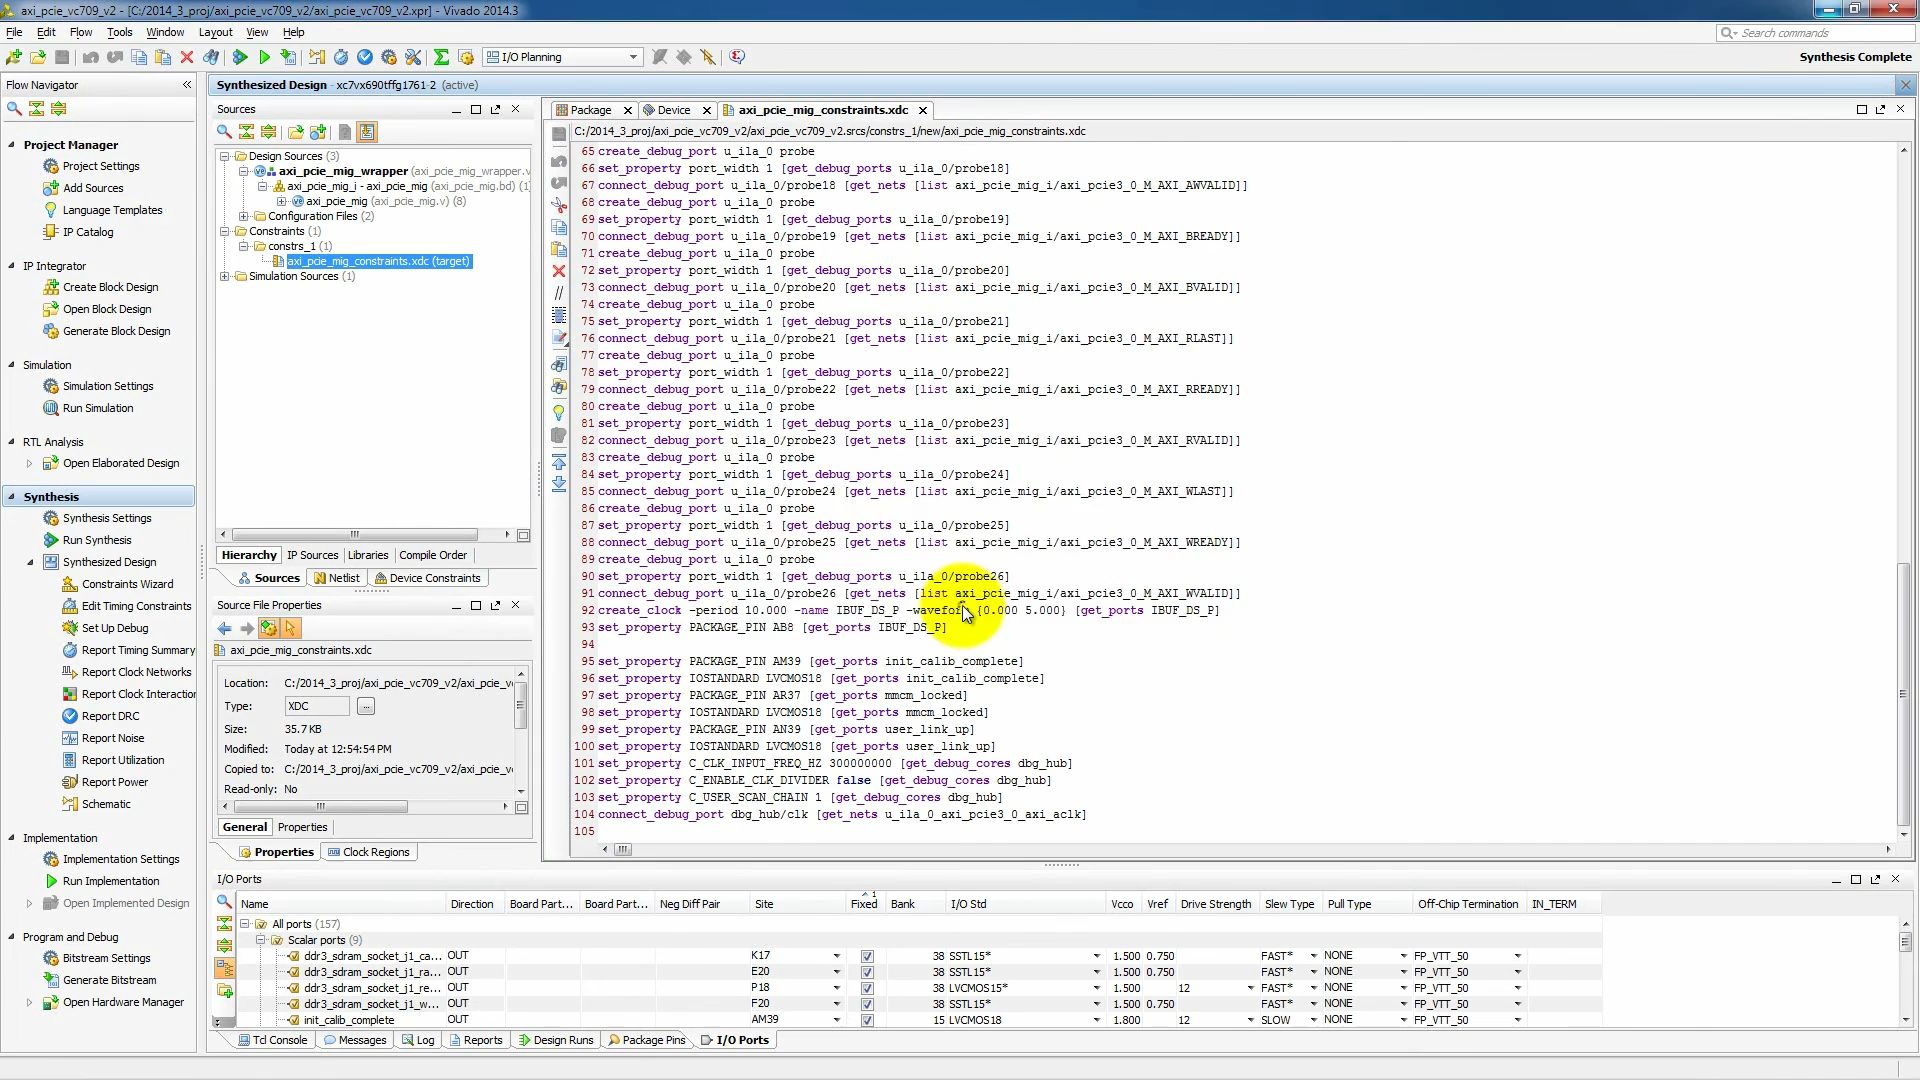 axi_pcie_vc709_v2 - [C:/2014_3_proj/axi_pcie_vc709_v2/axi_pcie_vc709_v2.xpr] - Vivado 2014.3
File Edit Flow Tools Window Layout View Help
Search commands
I/O Planning
Synthesis Complete
Flow Navigator
Project Manager
Project Settings
Add Sources
Language Templates
IP Catalog
IP Integrator
Create Block Design
Open Block Design
Generate Block Design
Simulation
Simulation Settings
Run Simulation
RTL Analysis
Open Elaborated Design
Synthesis
Synthesis Settings
Run Synthesis
Synthesized Design
Constraints Wizard
Edit Timing Constraints
Set Up Debug
Report Timing Summary
Report Clock Networks
Report Clock Interaction
Report DRC
Report Noise
Report Utilization
Report Power
Schematic
Implementation
Implementation Settings
Run Implementation
Open Implemented Design
Program and Debug
Bitstream Settings
Generate Bitstream
Open Hardware Manager
Synthesized Design - xc7vx690tffg1761-2 (active)
Sources
Design Sources (3)
axi_pcie_mig_wrapper (axi_pcie_mig_wrapper.v
axi_pcie_mig_i - axi_pcie_mig (axi_pcie_mig.bd) (1)
axi_pcie_mig (axi_pcie_mig.v) (8)
Configuration Files (2)
Constraints (1)
constrs_1 (1)
axi_pcie_mig_constraints.xdc (target)
Simulation Sources (1)
Hierarchy IP Sources Libraries Compile Order
Sources Netlist Device Constraints
Source File Properties
axi_pcie_mig_constraints.xdc
Location: C:/2014_3_proj/axi_pcie_vc709_v2/axi_pcie_v
Type: XDC ...
Size: 35.7 KB
Modified: Today at 12:54:54 PM
Copied to: C:/2014_3_proj/axi_pcie_vc709_v2/axi_pcie_v
Read-only: No
General Properties
Properties Clock Regions
Package Device axi_pcie_mig_constraints.xdc
C:/2014_3_proj/axi_pcie_vc709_v2/axi_pcie_vc709_v2.srcs/constrs_1/new/axi_pcie_mig_constraints.xdc
65 create_debug_port u_ila_0 probe
66 set_property port_width 1 [get_debug_ports u_ila_0/probe18]
67 connect_debug_port u_ila_0/probe18 [get_nets [list axi_pcie_mig_i/axi_pcie3_0_M_AXI_AWVALID]]
68 create_debug_port u_ila_0 probe
69 set_property port_width 1 [get_debug_ports u_ila_0/probe19]
70 connect_debug_port u_ila_0/probe19 [get_nets [list axi_pcie_mig_i/axi_pcie3_0_M_AXI_BREADY]]
71 create_debug_port u_ila_0 probe
72 set_property port_width 1 [get_debug_ports u_ila_0/probe20]
73 connect_debug_port u_ila_0/probe20 [get_nets [list axi_pcie_mig_i/axi_pcie3_0_M_AXI_BVALID]]
74 create_debug_port u_ila_0 probe
75 set_property port_width 1 [get_debug_ports u_ila_0/probe21]
76 connect_debug_port u_ila_0/probe21 [get_nets [list axi_pcie_mig_i/axi_pcie3_0_M_AXI_RLAST]]
77 create_debug_port u_ila_0 probe
78 set_property port_width 1 [get_debug_ports u_ila_0/probe22]
79 connect_debug_port u_ila_0/probe22 [get_nets [list axi_pcie_mig_i/axi_pcie3_0_M_AXI_RREADY]]
80 create_debug_port u_ila_0 probe
81 set_property port_width 1 [get_debug_ports u_ila_0/probe23]
82 connect_debug_port u_ila_0/probe23 [get_nets [list axi_pcie_mig_i/axi_pcie3_0_M_AXI_RVALID]]
83 create_debug_port u_ila_0 probe
84 set_property port_width 1 [get_debug_ports u_ila_0/probe24]
85 connect_debug_port u_ila_0/probe24 [get_nets [list axi_pcie_mig_i/axi_pcie3_0_M_AXI_WLAST]]
86 create_debug_port u_ila_0 probe
87 set_property port_width 1 [get_debug_ports u_ila_0/probe25]
88 connect_debug_port u_ila_0/probe25 [get_nets [list axi_pcie_mig_i/axi_pcie3_0_M_AXI_WREADY]]
89 create_debug_port u_ila_0 probe
90 set_property port_width 1 [get_debug_ports u_ila_0/probe26]
91 connect_debug_port u_ila_0/probe26 [get_nets [list axi_pcie_mig_i/axi_pcie3_0_M_AXI_WVALID]]
92 create_clock -period 10.000 -name IBUF_DS_P -waveform {0.000 5.000} [get_ports IBUF_DS_P]
93 set_property PACKAGE_PIN AB8 [get_ports IBUF_DS_P]
94
95 set_property PACKAGE_PIN AM39 [get_ports init_calib_complete]
96 set_property IOSTANDARD LVCMOS18 [get_ports init_calib_complete]
97 set_property PACKAGE_PIN AR37 [get_ports mmcm_locked]
98 set_property IOSTANDARD LVCMOS18 [get_ports mmcm_locked]
99 set_property PACKAGE_PIN AN39 [get_ports user_link_up]
100 set_property IOSTANDARD LVCMOS18 [get_ports user_link_up]
101 set_property C_CLK_INPUT_FREQ_HZ 300000000 [get_debug_cores dbg_hub]
102 set_property C_ENABLE_CLK_DIVIDER false [get_debug_cores dbg_hub]
103 set_property C_USER_SCAN_CHAIN 1 [get_debug_cores dbg_hub]
104 connect_debug_port dbg_hub/clk [get_nets u_ila_0_axi_pcie3_0_axi_aclk]
105
I/O Ports
Name Direction Board Part... Board Part... Neg Diff Pair Site Fixed 1 Bank I/O Std Vcco Vref Drive Strength Slew Type Pull Type Off-Chip Termination IN_TERM
All ports (157)
Scalar ports (9)
ddr3_sdram_socket_j1_ca... OUT K17 38 SSTL15* 1.500 0.750 FAST* NONE FP_VTT_50
ddr3_sdram_socket_j1_ra... OUT E20 38 SSTL15* 1.500 0.750 FAST* NONE FP_VTT_50
ddr3_sdram_socket_j1_re... OUT P18 38 LVCMOS15* 1.500 12 FAST* NONE FP_VTT_50
ddr3_sdram_socket_j1_w... OUT F20 38 SSTL15* 1.500 0.750 FAST* NONE FP_VTT_50
init_calib_complete OUT AM39 15 LVCMOS18 1.800 12 SLOW NONE FP_VTT_50
Tcl Console Messages Log Reports Design Runs Package Pins I/O Ports